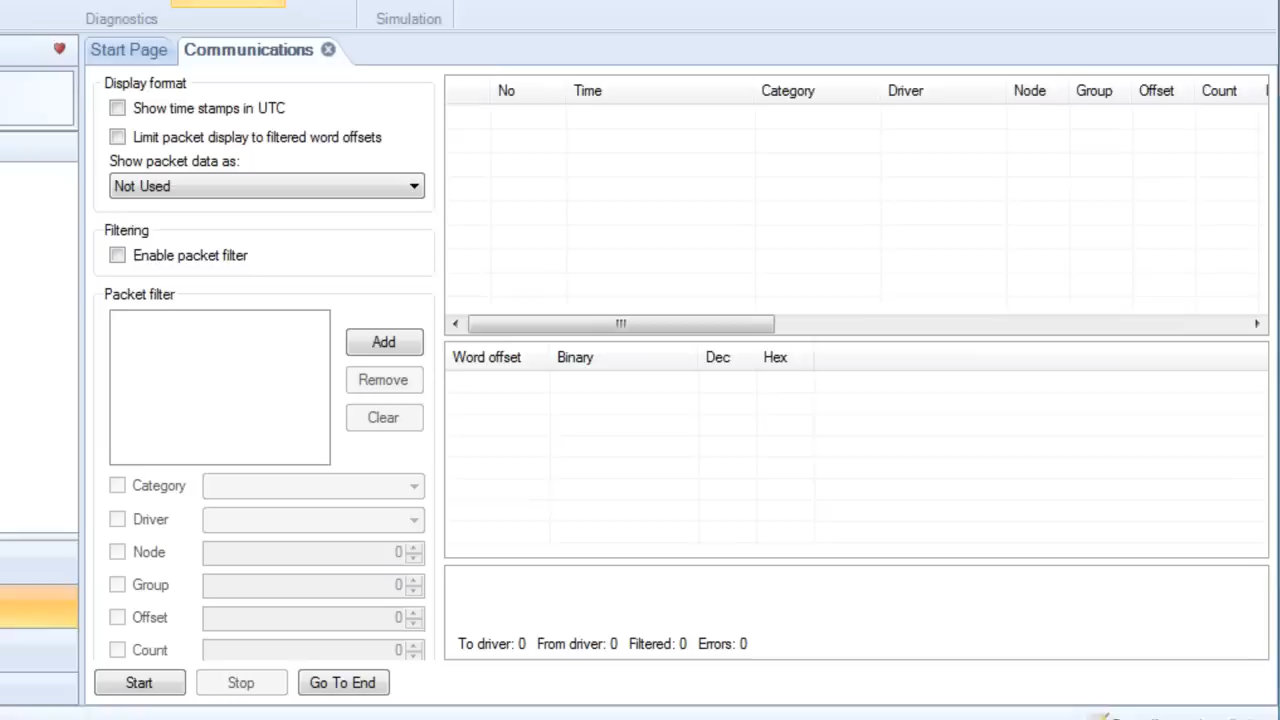 Diagnostics
Simulation
Start Page
Communications
Display format
Show time stamps in UTC
Limit packet display to filtered word offsets
Show packet data as:
Not Used
Filtering
Enable packet filter
Packet filter
Add
Remove
Clear
Category
Driver
Node 0
Group 0
Offset 0
Count 0
Start
Stop
Go To End
No Time Category Driver Node Group Offset Count
Word offset Binary Dec Hex
To driver: 0 From driver: 0 Filtered: 0 Errors: 0